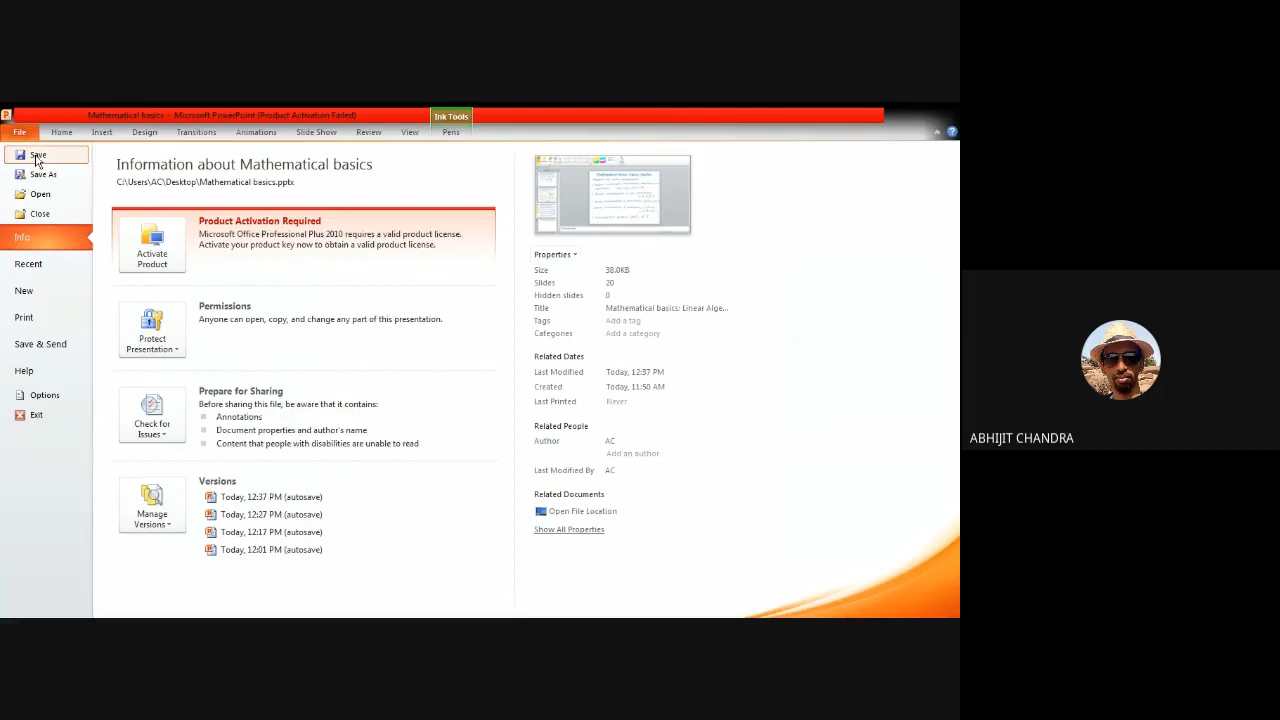 Mathematical basics. - Microsoft PowerPoint (Product Activation Failed)
Ink Tools
File Home Insert Design Transitions Animations Slide Show Review View Pens
Save
Save As
Open
Close
Info
Recent
New
Print
Save & Send
Help
Options
Exit
Information about Mathematical basics
C:\Users\AC\Desktop\Mathematical basics.pptx
Activate
Product
Product Activation Required
Microsoft Office Professional Plus 2010 requires a valid product license.
Activate your product key now to obtain a valid product license.
Protect
Presentation
Permissions
Anyone can open, copy, and change any part of this presentation.
Check for
Issues
Prepare for Sharing
Before sharing this file, be aware that it contains:
Annotations
Document properties and author's name
Content that people with disabilities are unable to read
Manage
Versions
Versions
Today, 12:37 PM (autosave)
Today, 12:27 PM (autosave)
Today, 12:17 PM (autosave)
Today, 12:01 PM (autosave)
Properties
Size 38.0KB
Slides 20
Hidden slides 0
Title Mathematical basics: Linear Alge...
Tags Add a tag
Categories Add a category
Related Dates
Last Modified Today, 12:37 PM
Created Today, 11:50 AM
Last Printed Never
Related People
Author AC
Add an author
Last Modified By AC
Related Documents
Open File Location
Show All Properties
ABHIJIT CHANDRA